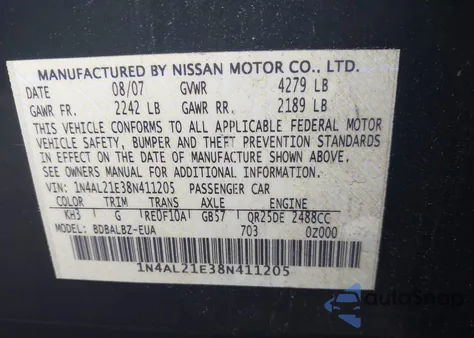 MANUFACTURED BY NISSAN MOTOR CO., LTD.
DATE 08/07 GVWR 4279 LB
GAWR FR. 2242 LB GAWR RR. 2189 LB
THIS VEHICLE CONFORMS TO ALL APPLICABLE FEDERAL MOTOR
VEHICLE SAFETY, BUMPER AND THEFT PREVENTION STANDARDS
IN EFFECT ON THE DATE OF MANUFACTURE SHOWN ABOVE.
SEE OWNERS MANUAL FOR ADDITIONAL INFORMATION.
VIN: 1N4AL21E38N411205 PASSENGER CAR
COLOR TRIM TRANS AXLE ENGINE
KH3 G RE0F10A GB57 QR25DE 2488CC
MODEL: BDBALBZ-EUA 703 0Z000
1N4AL21E38N411205
autoSnap